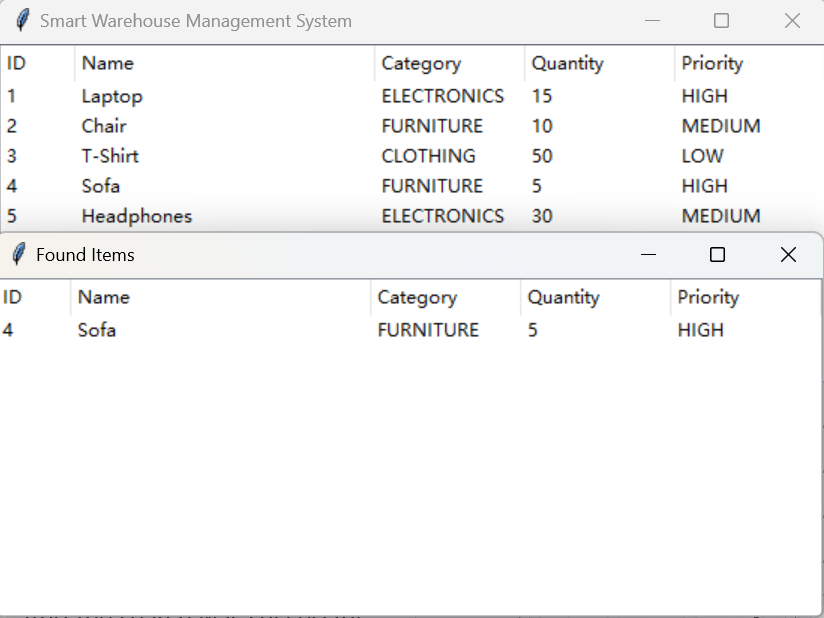 Smart Warehouse Management System
ID Name Category Quantity Priority
1 Laptop ELECTRONICS 15 HIGH
2 Chair FURNITURE 10 MEDIUM
3 T-Shirt CLOTHING 50 LOW
4 Sofa FURNITURE 5 HIGH
5 Headphones ELECTRONICS 30 MEDIUM
Found Items
ID Name Category Quantity Priority
4 Sofa FURNITURE 5 HIGH